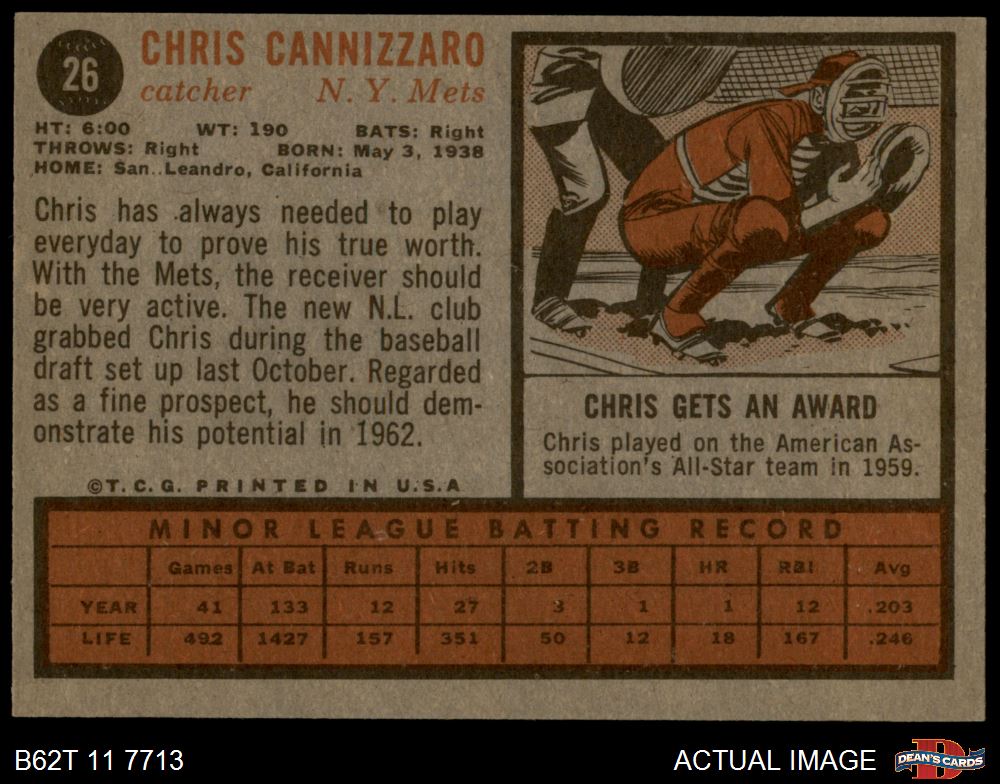 26
CHRIS CANNIZZARO
catcher N. Y. Mets
HT: 6:00 WT: 190 BATS: Right
THROWS: Right BORN: May 3, 1938
HOME: San Leandro, California
Chris has always needed to play
everyday to prove his true worth.
With the Mets, the receiver should
be very active. The new N.L. club
grabbed Chris during the baseball
draft set up last October. Regarded
as a fine prospect, he should dem-
onstrate his potential in 1962.
©T. C. G. PRINTED IN U.S.A
CHRIS GETS AN AWARD
Chris played on the American As-
sociation's All-Star team in 1959.
MINOR LEAGUE BATTING RECORD
Games At Bat Runs Hits 2B 3B HR RBI Avg
YEAR 41 133 12 27 3 1 1 12 .203
LIFE 492 1427 157 351 50 12 18 167 .246
B62T 11 7713
ACTUAL IMAGE
DEAN'S CARDS